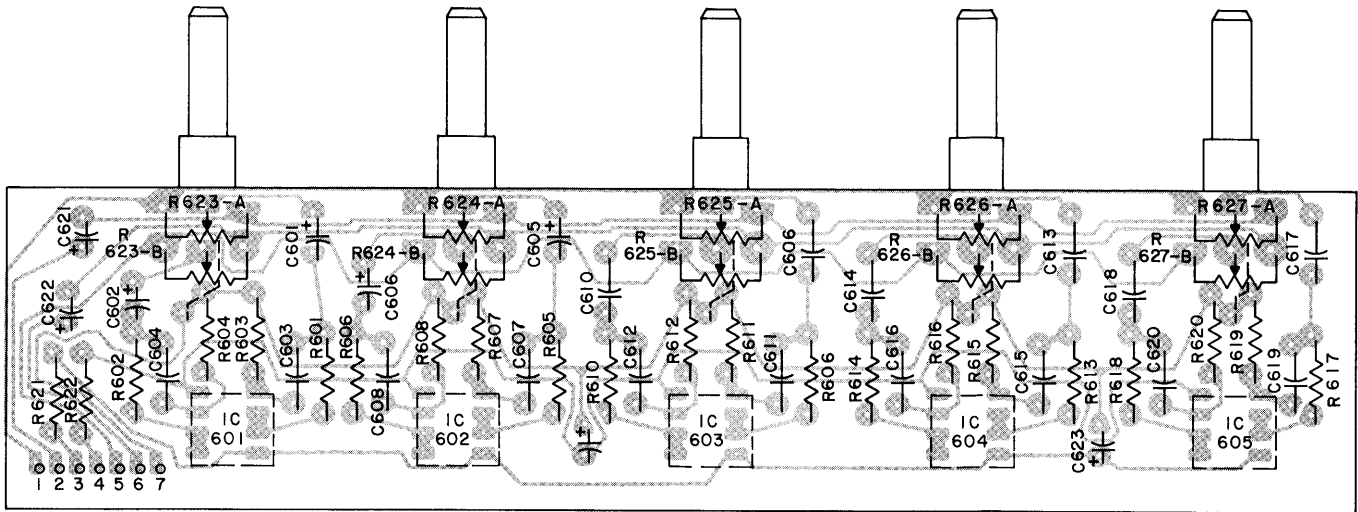 R623-A
R624-A
R625-A
R626-A
R627-A
C621
R
623-B
C601
R624-B
C605
R
625-B
C606
R
626-B
C613
R
627-B
C617
C622
C602
C606
C610
C614
C618
R621
R622
R602
C604
R604
R603
C603
R601
R606
C608
R608
R607
C607
R605
R610
C612
R612
R611
C611
R606
R614
C616
R616
R615
C615
R613
R618
C620
R620
R619
C619
R617
IC
601
IC
602
IC
603
IC
604
C623
IC
605
1 2 3 4 5 6 7